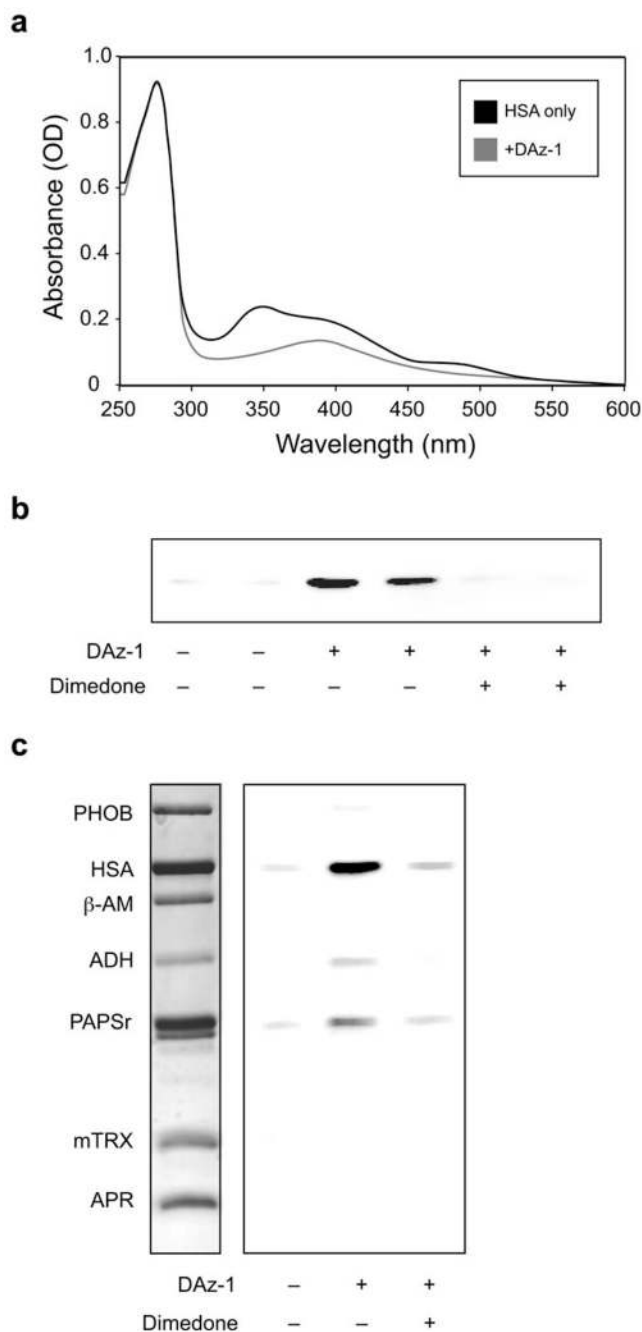 a
Absorbance (OD)
1.0
0.8
0.6
0.4
0.2
0
HSA only
+DAz-1
250 300 350 400 450 500 550 600
Wavelength (nm)
b
DAz-1 – – + + + +
Dimedone – – – – + +
c
PHOB
HSA
β-AM
ADH
PAPSr
mTRX
APR
DAz-1 – + +
Dimedone – – +